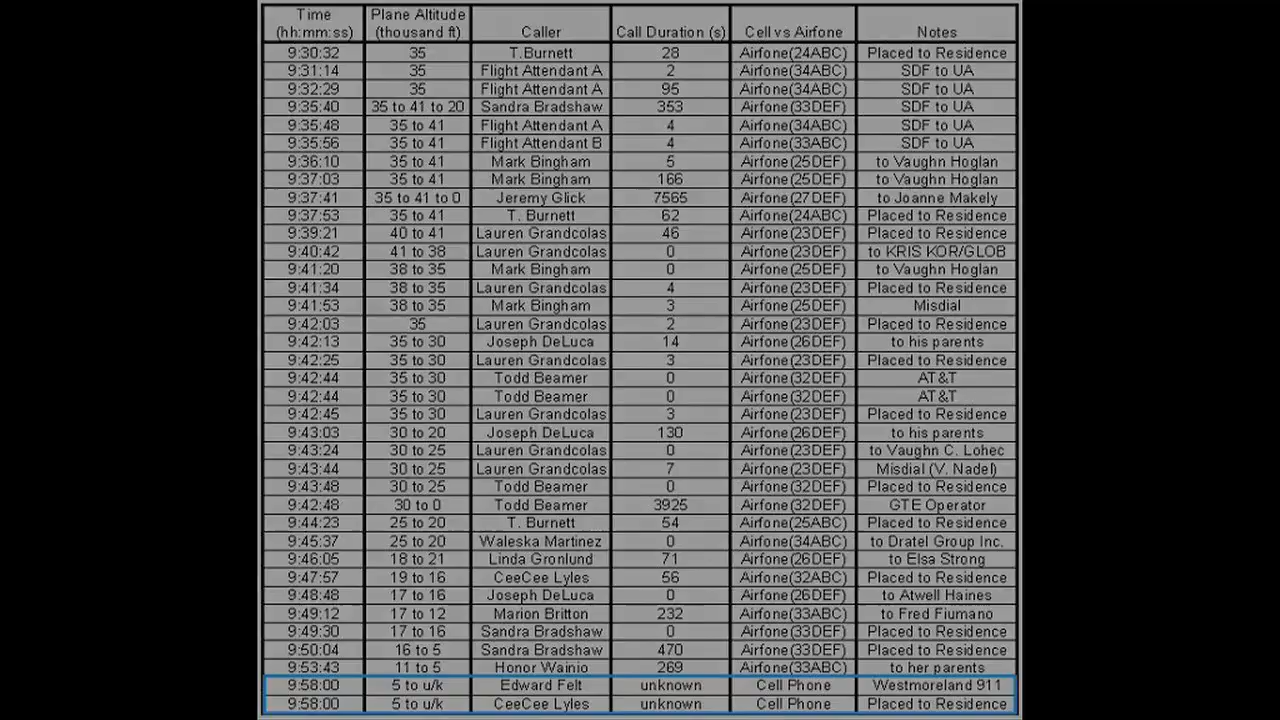 Time (hh:mm:ss) Plane Altitude (thousand ft) Caller Call Duration (s) Cell vs Airfone Notes
9:30:32 35 T.Burnett 28 Airfone(24ABC) Placed to Residence
9:31:14 35 Flight Attendant A 2 Airfone(34ABC) SDF to UA
9:32:29 35 Flight Attendant A 95 Airfone(34ABC) SDF to UA
9:35:40 35 to 41 to 20 Sandra Bradshaw 353 Airfone(33DEF) SDF to UA
9:35:48 35 to 41 Flight Attendant A 4 Airfone(34ABC) SDF to UA
9:35:56 35 to 41 Flight Attendant B 4 Airfone(33ABC) SDF to UA
9:36:10 35 to 41 Mark Bingham 5 Airfone(25DEF) to Vaughn Hoglan
9:37:03 35 to 41 Mark Bingham 166 Airfone(25DEF) to Vaughn Hoglan
9:37:41 35 to 41 to 0 Jeremy Glick 7565 Airfone(27DEF) to Joanne Makely
9:37:53 35 to 41 T. Burnett 62 Airfone(24ABC) Placed to Residence
9:39:21 40 to 41 Lauren Grandcolas 46 Airfone(23DEF) Placed to Residence
9:40:42 41 to 38 Lauren Grandcolas 0 Airfone(23DEF) to KRIS KOR/GLOB
9:41:20 38 to 35 Mark Bingham 0 Airfone(25DEF) to Vaughn Hoglan
9:41:34 38 to 35 Lauren Grandcolas 4 Airfone(23DEF) Placed to Residence
9:41:53 38 to 35 Mark Bingham 3 Airfone(25DEF) Misdial
9:42:03 35 Lauren Grandcolas 2 Airfone(23DEF) Placed to Residence
9:42:13 35 to 30 Joseph DeLuca 14 Airfone(26DEF) to his parents
9:42:25 35 to 30 Lauren Grandcolas 3 Airfone(23DEF) Placed to Residence
9:42:44 35 to 30 Todd Beamer 0 Airfone(32DEF) AT&T
9:42:44 35 to 30 Todd Beamer 0 Airfone(32DEF) AT&T
9:42:45 35 to 30 Lauren Grandcolas 3 Airfone(23DEF) Placed to Residence
9:43:03 30 to 20 Joseph DeLuca 130 Airfone(26DEF) to his parents
9:43:24 30 to 25 Lauren Grandcolas 0 Airfone(23DEF) to Vaughn C. Lohec
9:43:44 30 to 25 Lauren Grandcolas 7 Airfone(23DEF) Misdial (V. Nadel)
9:43:48 30 to 25 Todd Beamer 0 Airfone(32DEF) Placed to Residence
9:42:48 30 to 0 Todd Beamer 3925 Airfone(32DEF) GTE Operator
9:44:23 25 to 20 T. Burnett 54 Airfone(25ABC) Placed to Residence
9:45:37 25 to 20 Waleska Martinez 0 Airfone(34ABC) to Dratel Group Inc.
9:46:05 18 to 21 Linda Gronlund 71 Airfone(26DEF) to Elsa Strong
9:47:57 19 to 16 CeeCee Lyles 56 Airfone(32ABC) Placed to Residence
9:48:48 17 to 16 Joseph DeLuca 0 Airfone(26DEF) to Atwell Haines
9:49:12 17 to 12 Marion Britton 232 Airfone(33ABC) to Fred Fiumano
9:49:30 17 to 16 Sandra Bradshaw 0 Airfone(33DEF) Placed to Residence
9:50:04 16 to 5 Sandra Bradshaw 470 Airfone(33DEF) Placed to Residence
9:53:43 11 to 5 Honor Wainio 269 Airfone(33ABC) to her parents
9:58:00 5 to u/k Edward Felt unknown Cell Phone Westmoreland 911
9:58:00 5 to u/k CeeCee Lyles unknown Cell Phone Placed to Residence